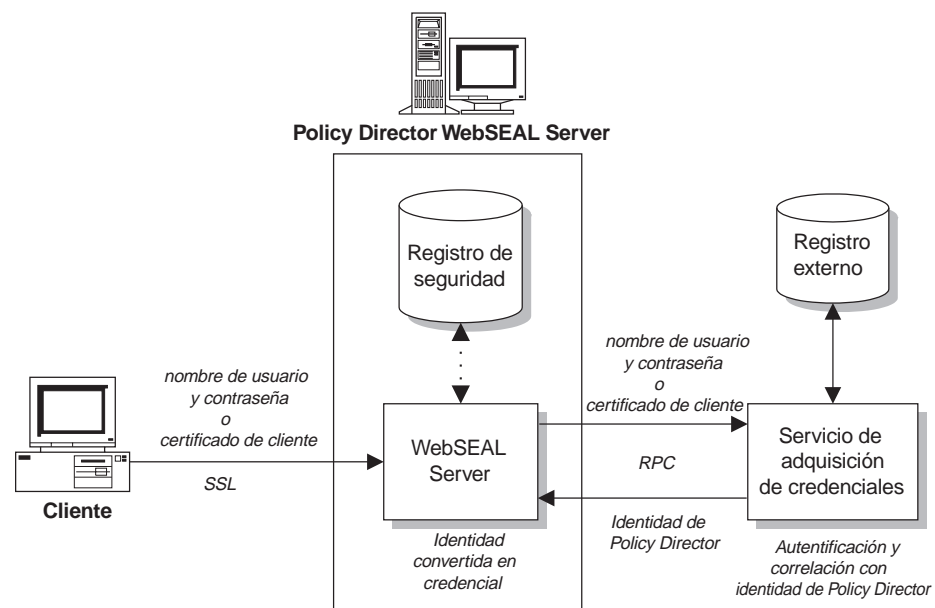 Policy Director WebSEAL Server
Registro de
seguridad
Registro
externo
nombre de usuario
y contraseña
o
certificado de cliente
SSL
Cliente
WebSEAL
Server
Identidad
convertida en
credencial
nombre de usuario
y contraseña
o
certificado de cliente
RPC
Identidad de
Policy Director
Servicio de
adquisición
de credenciales
Autentificación y
correlación con
identidad de Policy Director